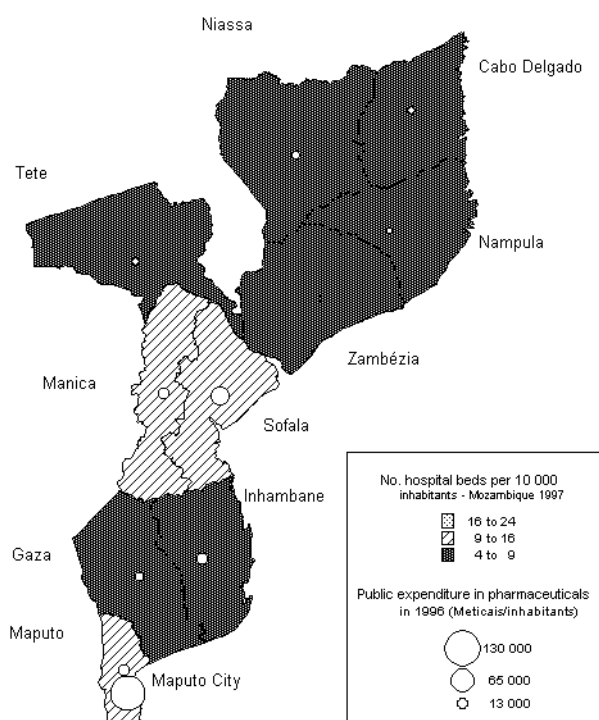 Niassa
Cabo Delgado
Tete
Nampula
Zambézia
Manica
Sofala
Inhambane
Gaza
Maputo
Maputo City
No. hospital beds per 10 000
inhabitants - Mozambique 1997
16 to 24
9 to 16
4 to 9
Public expenditure in pharmaceuticals
in 1996 (Meticais/inhabitants)
130 000
65 000
13 000